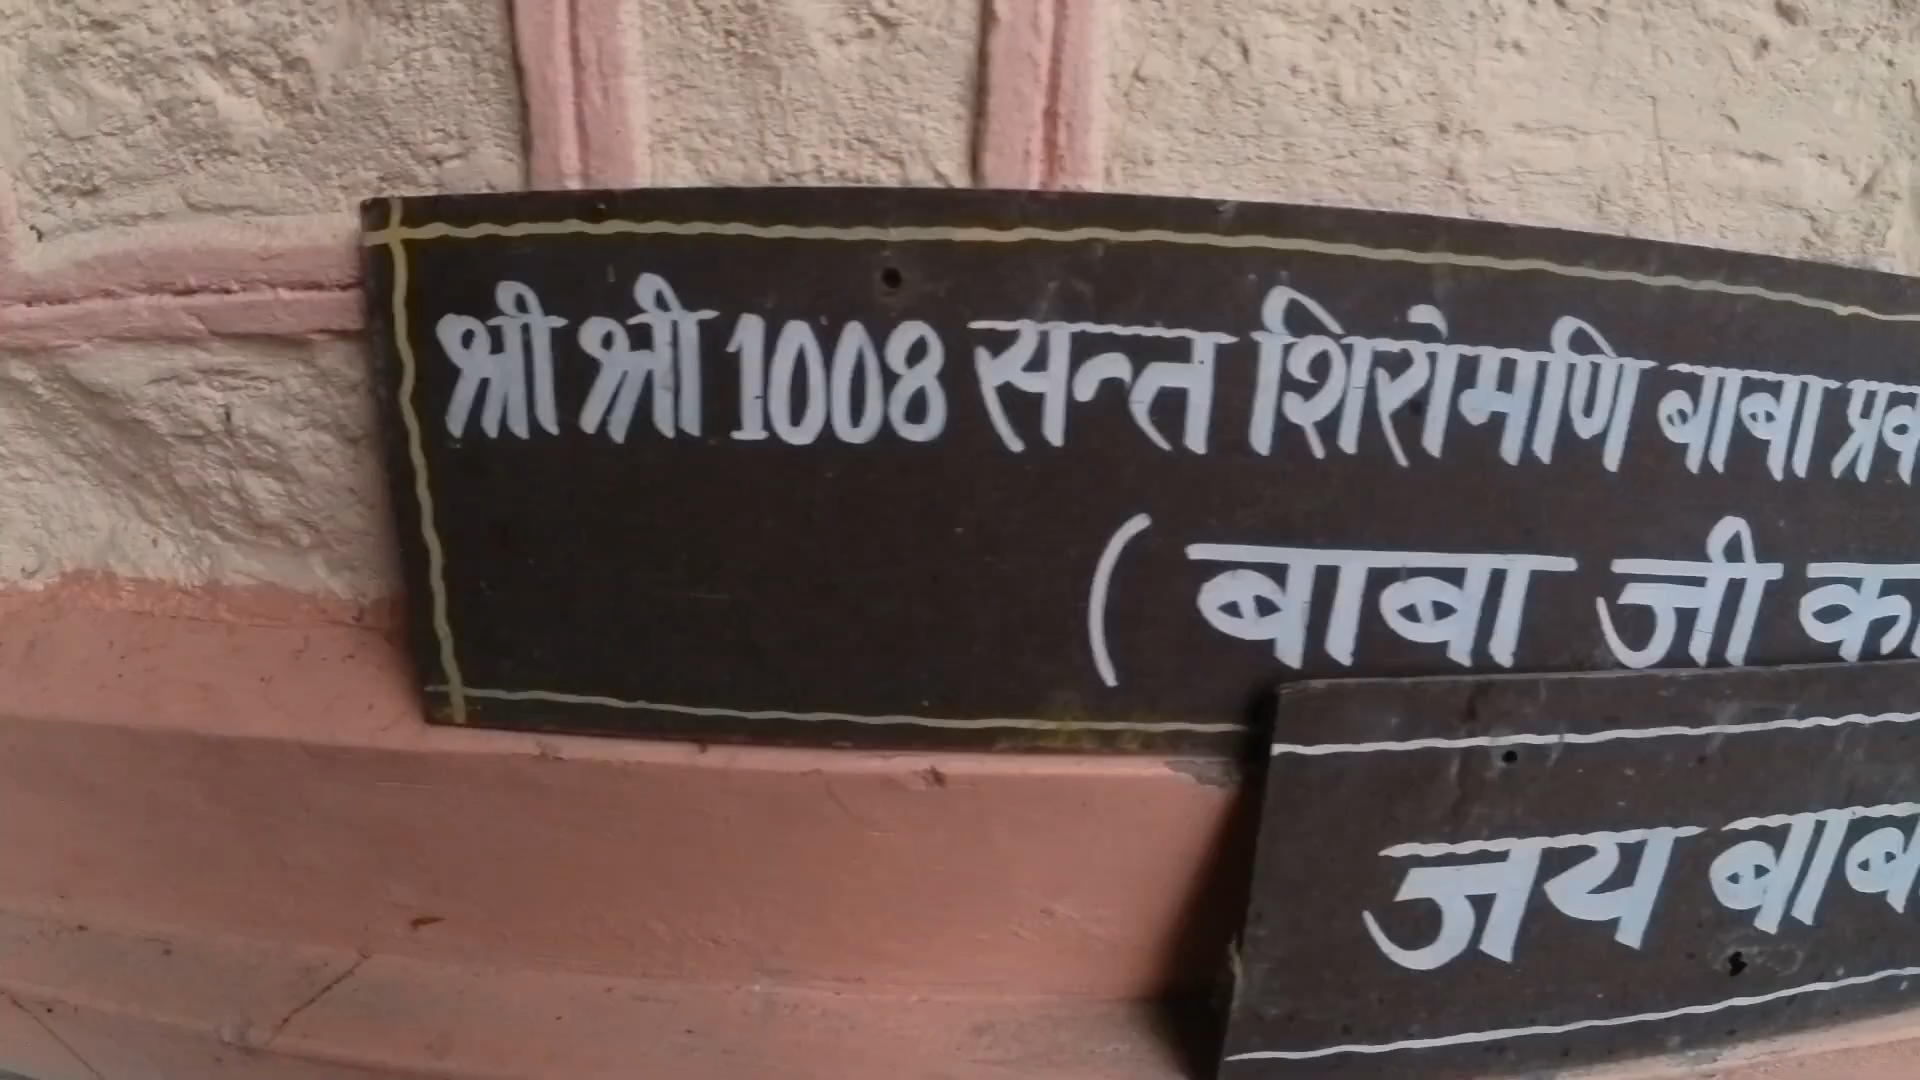 श्री श्री 1008 सन्त शिरोमणि बाबा
( बाबा जी
जय